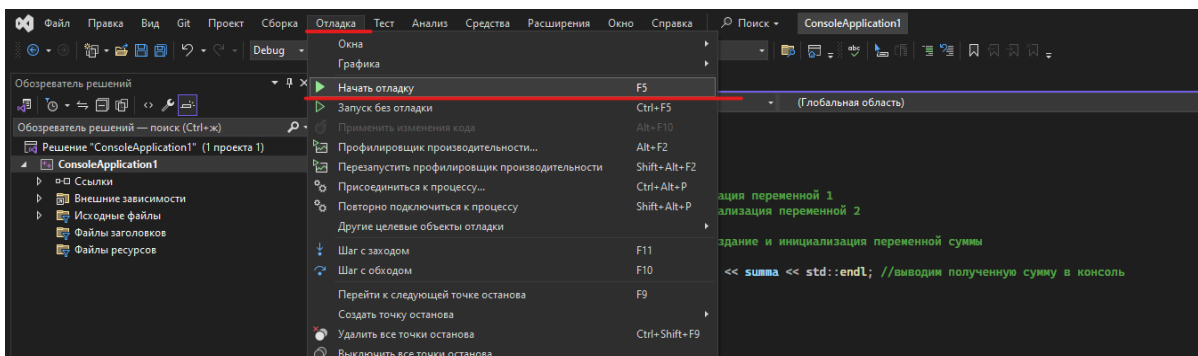 Файл Правка Вид Git Проект Сборка Отладка Тест Анализ Средства Расширения Окно Справка Поиск ConsoleApplication1
Debug
Обозреватель решений
Обозреватель решений — поиск (Ctrl+ж)
Решение "ConsoleApplication1" (1 проекта 1)
ConsoleApplication1
Ссылки
Внешние зависимости
Исходные файлы
Файлы заголовков
Файлы ресурсов
Окна
Графика
Начать отладку F5
Запуск без отладки Ctrl+F5
Применить изменения кода Alt+F10
Профилировщик производительности... Alt+F2
Перезапустить профилировщик производительности Shift+Alt+F2
Присоединиться к процессу... Ctrl+Alt+P
Повторно подключиться к процессу Shift+Alt+P
Другие целевые объекты отладки
Шаг с заходом F11
Шаг с обходом F10
Перейти к следующей точке останова F9
Создать точку останова
Удалить все точки останова Ctrl+Shift+F9
Выключить все точки останова
abc
(Глобальная область)
ация переменной 1
ализация переменной 2
здание и инициализация переменной суммы
<< summa << std::endl; //выводим полученную сумму в консоль